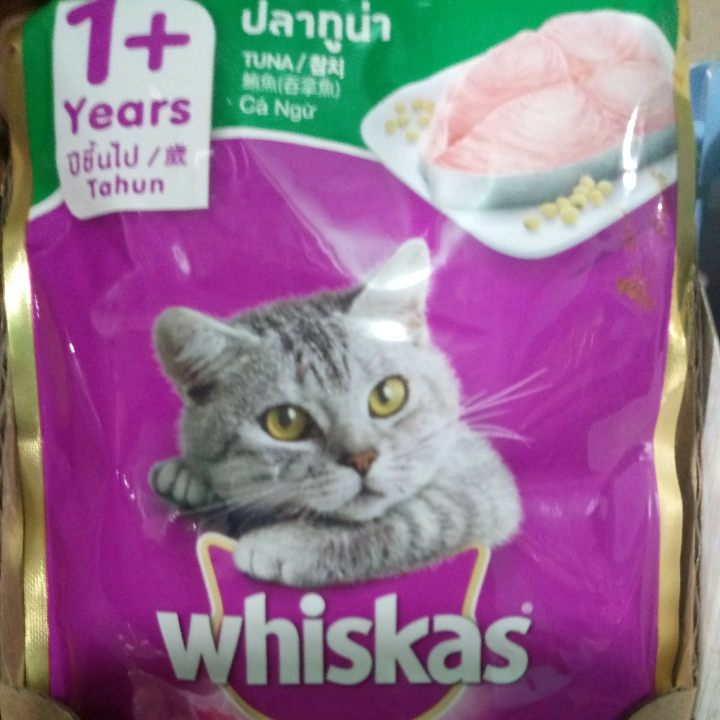 1+
Years
ปีขึ้นไป / 歲
Tahun
ปลาทูน่า
TUNA / 참치
鮪魚(吞拿魚)
Cá Ngừ
whiskas